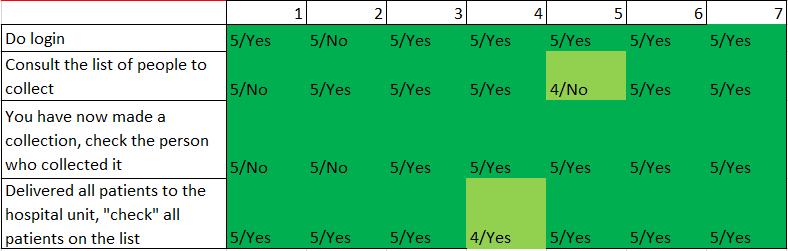 1 2 3 4 5 6 7
Do login 5/Yes 5/No 5/Yes 5/Yes 5/Yes 5/Yes 5/Yes
Consult the list of people to
collect 5/No 5/Yes 5/Yes 5/Yes 4/No 5/Yes 5/Yes
You have now made a
collection, check the person
who collected it 5/No 5/No 5/Yes 5/Yes 5/Yes 5/Yes 5/Yes
Delivered all patients to the
hospital unit, "check" all
patients on the list 5/Yes 5/Yes 5/Yes 4/Yes 5/Yes 5/Yes 5/Yes